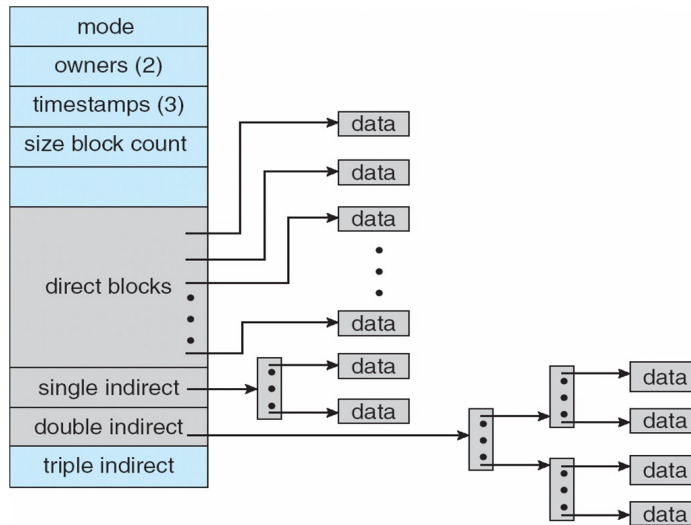 mode
owners (2)
timestamps (3)
size block count
direct blocks
single indirect
double indirect
triple indirect
data
data
data
data
data
data
data
data
data
data